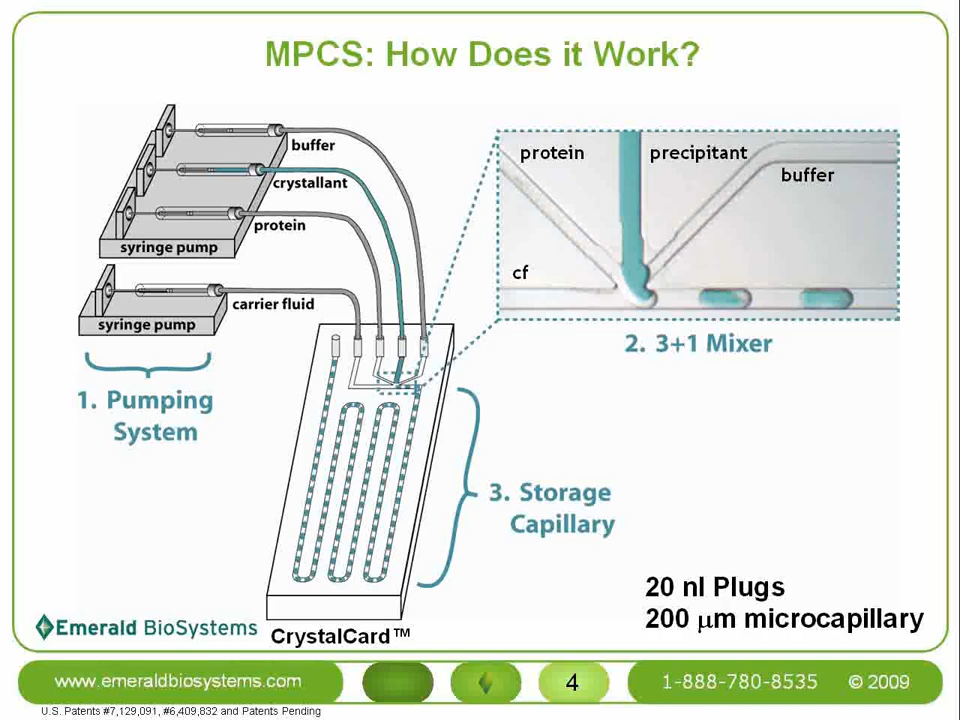 MPCS: How Does it Work?
buffer
crystallant
protein
syringe pump
carrier fluid
syringe pump
1. Pumping
System
protein
precipitant
buffer
cf
2. 3+1 Mixer
3. Storage
Capillary
20 nl Plugs
200 μm microcapillary
Emerald BioSystems
CrystalCard™
www.emeraldbiosystems.com
4
1-888-780-8535 © 2009
U.S. Patents #7,129,091, #6,409,832 and Patents Pending